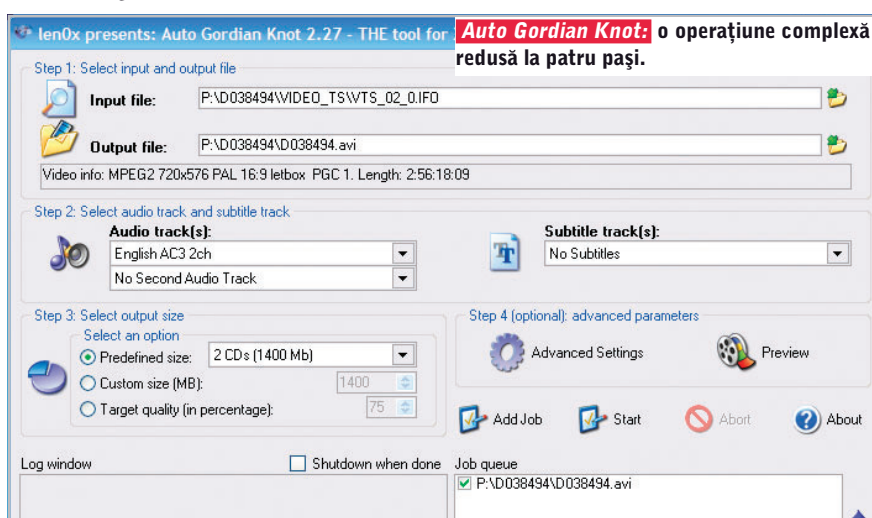 len0x presents: Auto Gordian Knot 2.27 - THE tool for
Auto Gordian Knot: o operaţiune complexă
redusă la patru paşi.
Step 1: Select input and output file
Input file: P:\D038494\VIDEO_TS\VTS_02_0.IFO
Output file: P:\D038494\D038494.avi
Video info: MPEG2 720x576 PAL 16:9 letbox PGC 1. Length: 2:56:18:09
Step 2: Select audio track and subtitle track
Audio track(s):
English AC3 2ch
No Second Audio Track
Subtitle track(s):
No Subtitles
Step 3: Select output size
Select an option
Predefined size: 2 CDs (1400 Mb)
Custom size (MB): 1400
Target quality (in percentage): 75
Step 4 (optional): advanced parameters
Advanced Settings Preview
Add Job Start Abort About
Log window Shutdown when done
Job queue
P:\D038494\D038494.avi